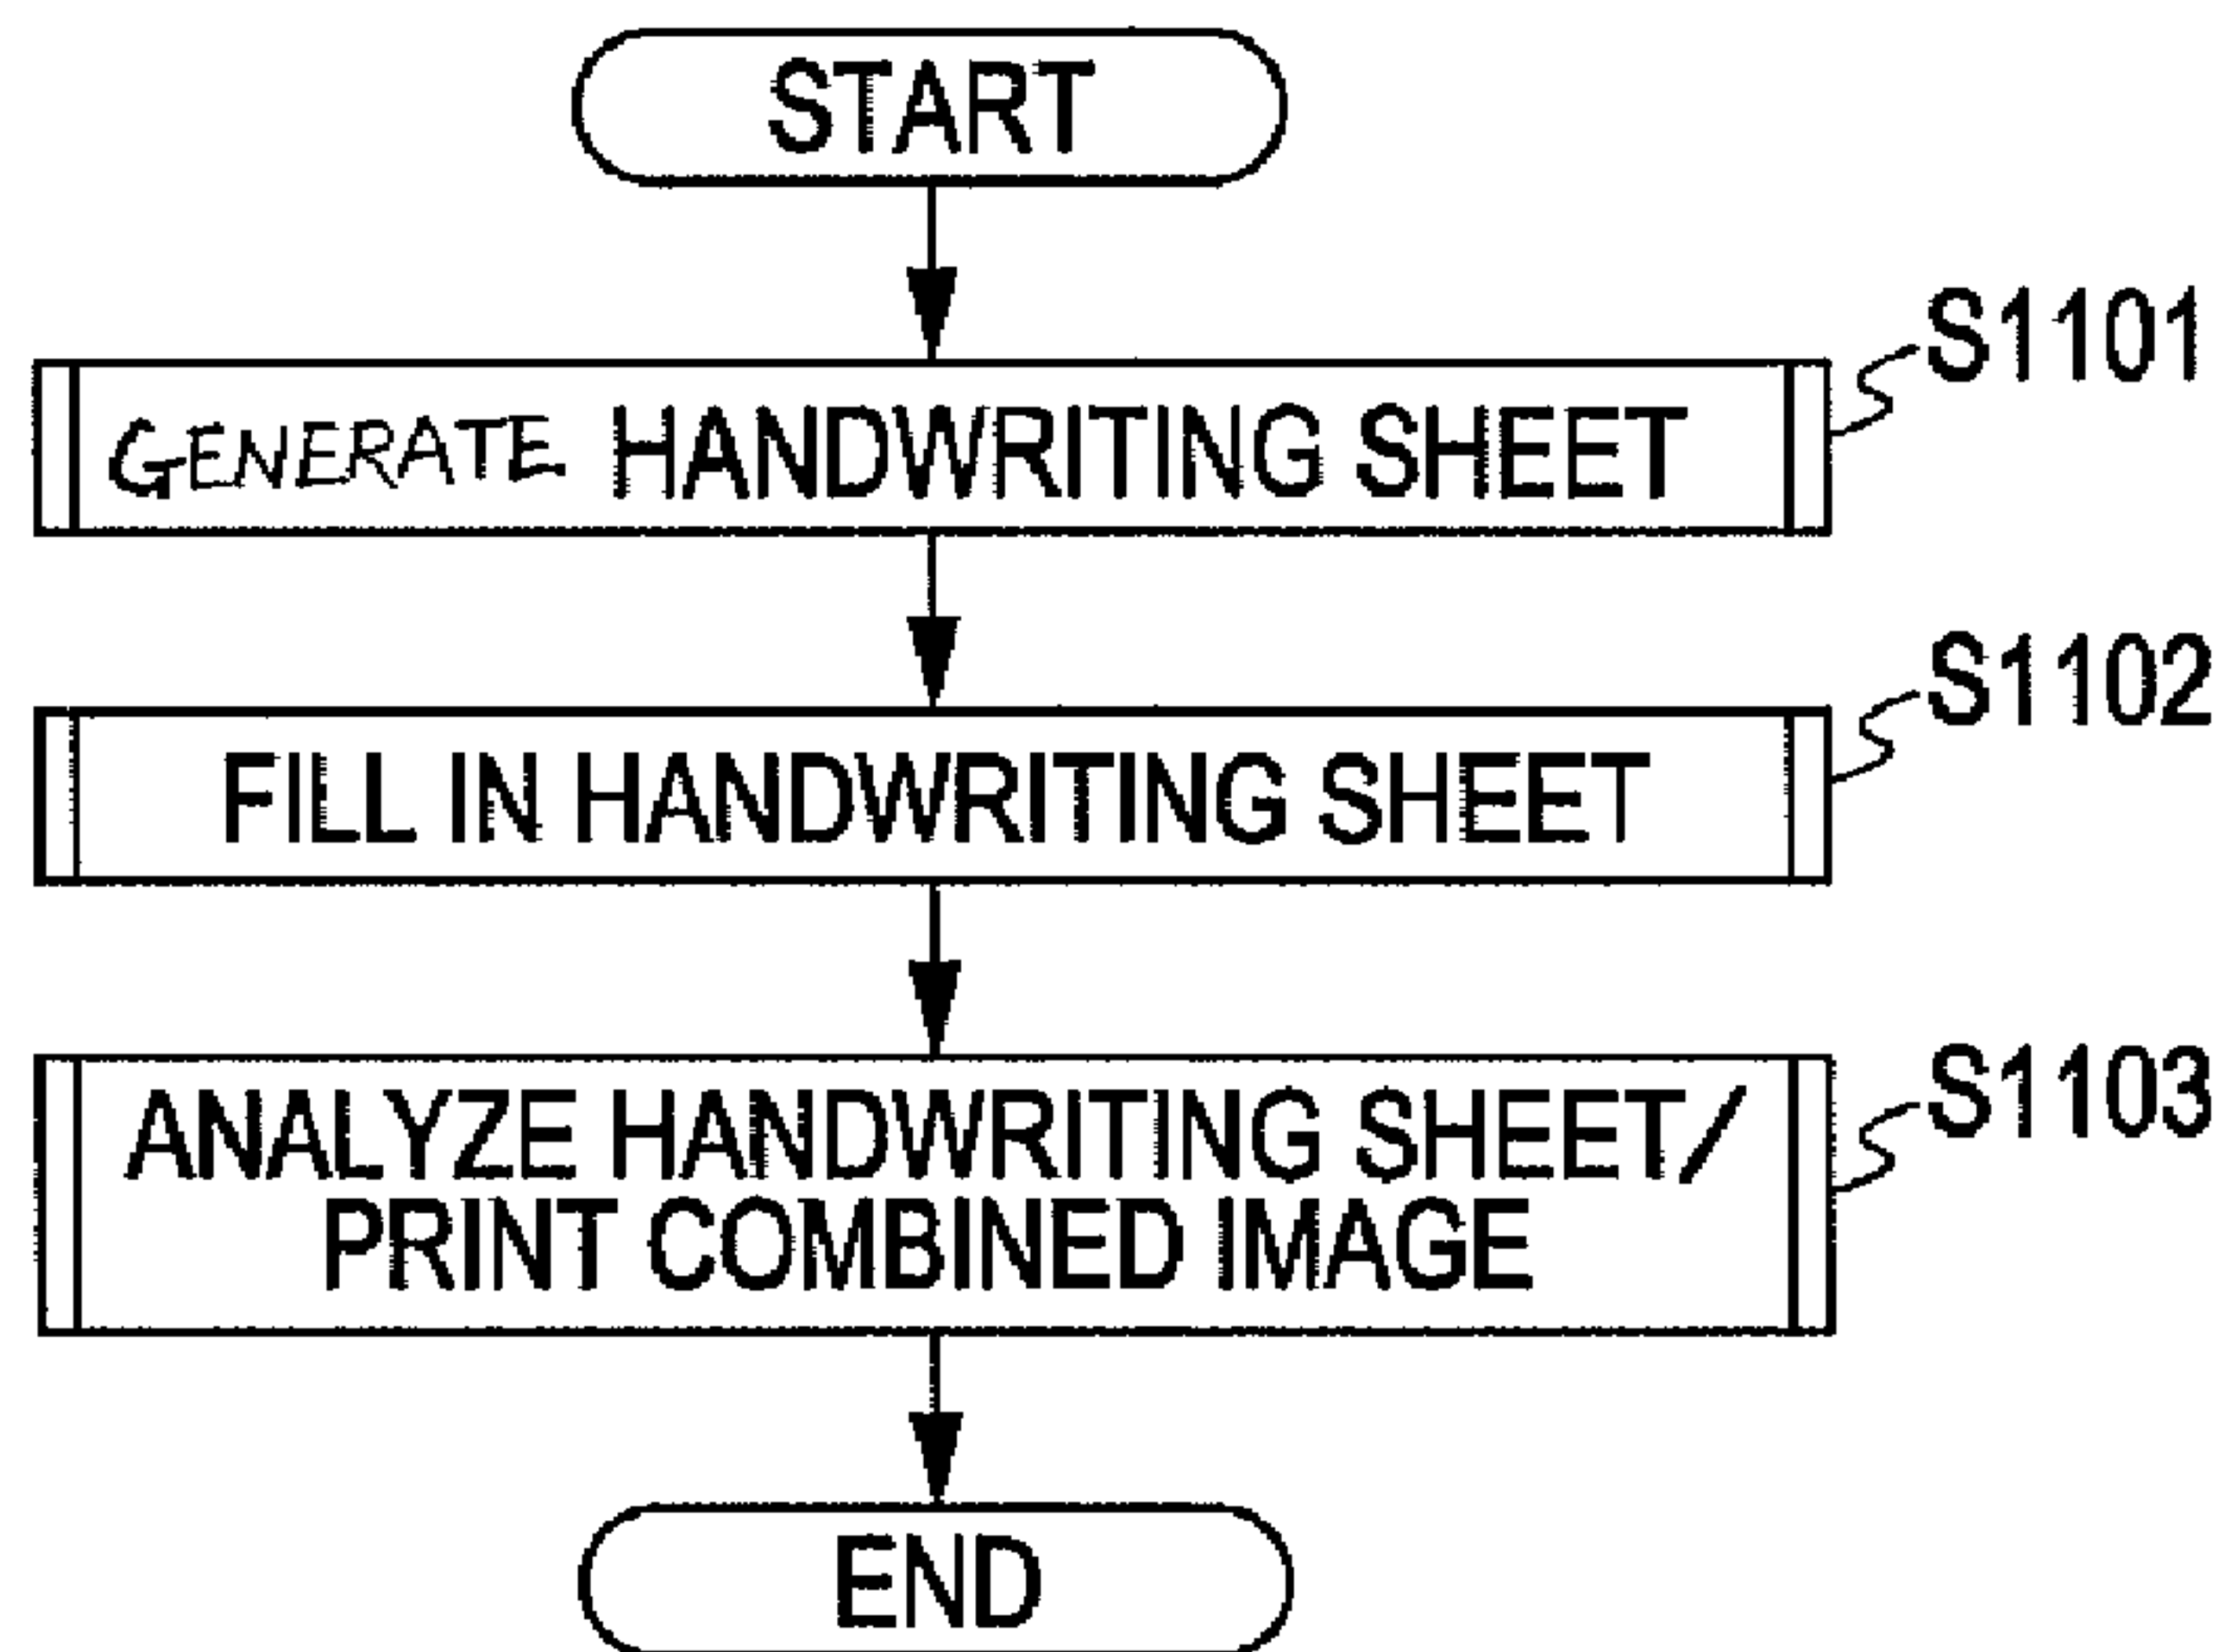 START
S1101
GENERATE HANDWRITING SHEET
S1102
FILL IN HANDWRITING SHEET
S1103
ANALYZE HANDWRITING SHEET/
PRINT COMBINED IMAGE
END